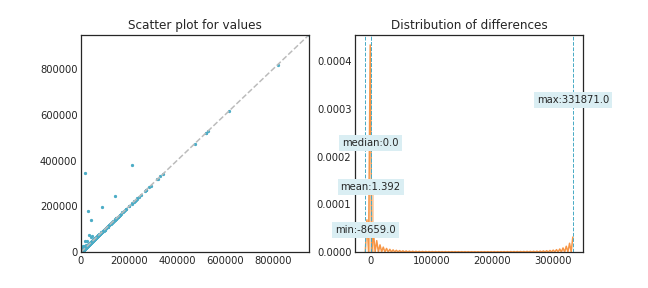 Scatter plot for values
800000
600000
400000
200000
0
0 200000 400000 600000 800000
Distribution of differences
0.0004
0.0003
0.0002
0.0001
0.0000
max:331871.0
median:0.0
mean:1.392
min:-8659.0
0 100000 200000 300000